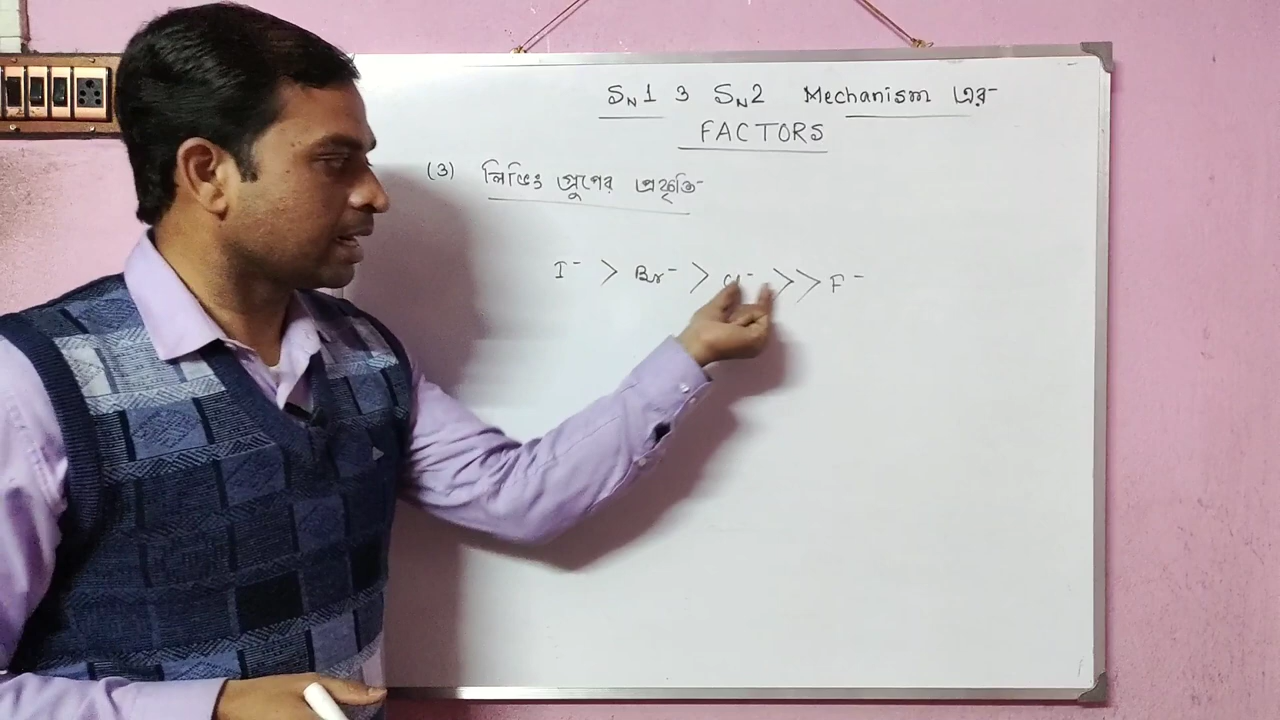 SN1 ও SN2 Mechanism এর
FACTORS
(3) লিভিং গ্রুপের প্রকৃতি
I⁻ > Br⁻ > Cl⁻ >> F⁻